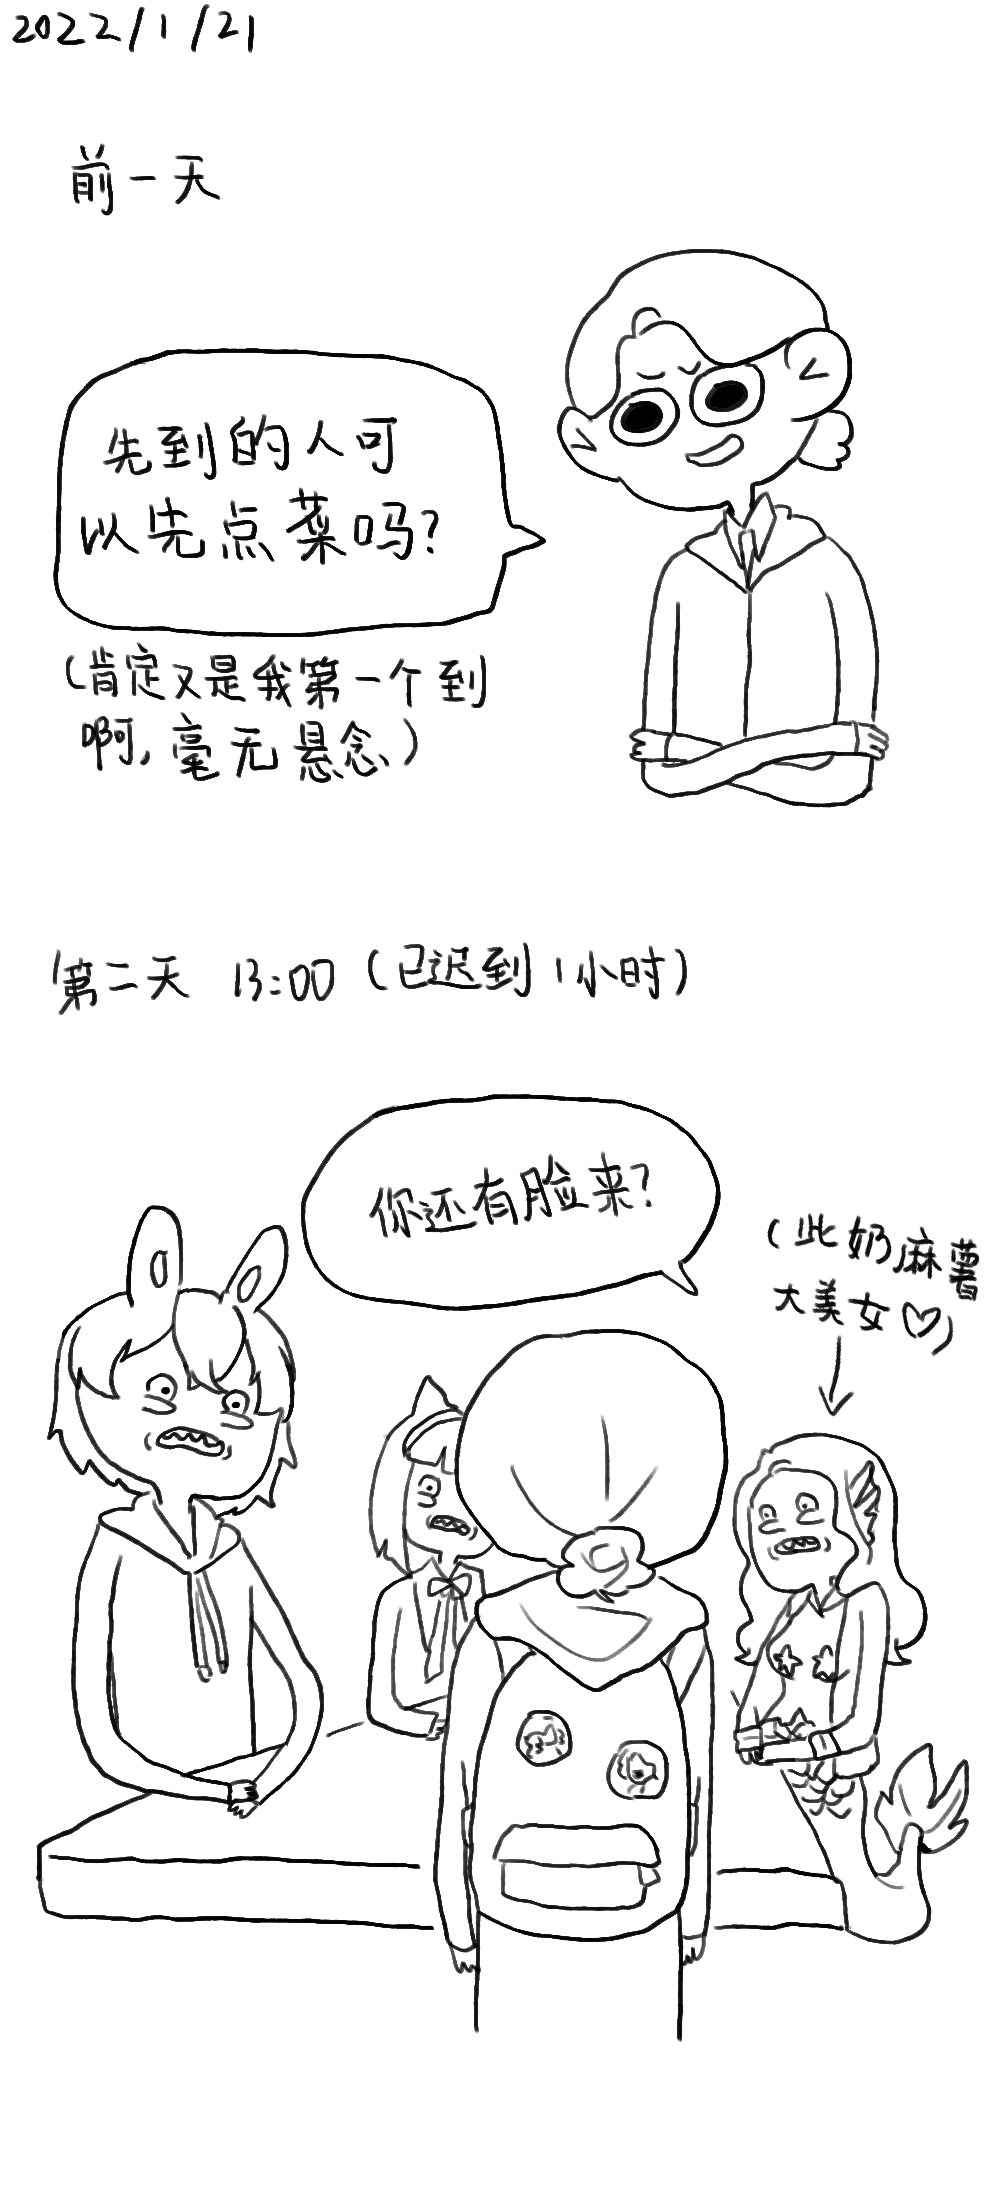 2022/1/21
前一天
先到的人可
以先点菜吗?
(肯定又是我第一个到
啊,毫无悬念)
第二天 13:00 (已迟到1小时)
你还有脸来?
(此奶麻薯
大美女♡)